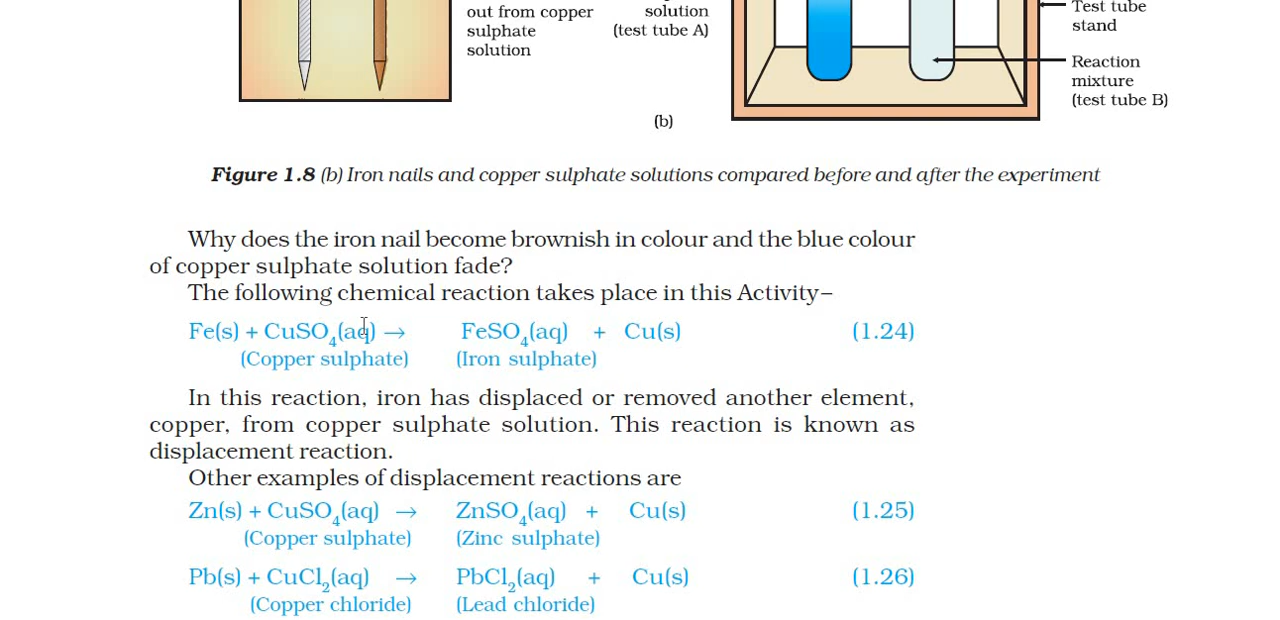 out from copper
sulphate
solution
solution
(test tube A)
Test tube
stand
Reaction
mixture
(test tube B)
(b)
Figure 1.8 (b) Iron nails and copper sulphate solutions compared before and after the experiment
Why does the iron nail become brownish in colour and the blue colour
of copper sulphate solution fade?
The following chemical reaction takes place in this Activity–
Fe(s) + CuSO₄(aq) → FeSO₄(aq) + Cu(s) (1.24)
(Copper sulphate) (Iron sulphate)
In this reaction, iron has displaced or removed another element,
copper, from copper sulphate solution. This reaction is known as
displacement reaction.
Other examples of displacement reactions are
Zn(s) + CuSO₄(aq) → ZnSO₄(aq) + Cu(s) (1.25)
(Copper sulphate) (Zinc sulphate)
Pb(s) + CuCl₂(aq) → PbCl₂(aq) + Cu(s) (1.26)
(Copper chloride) (Lead chloride)